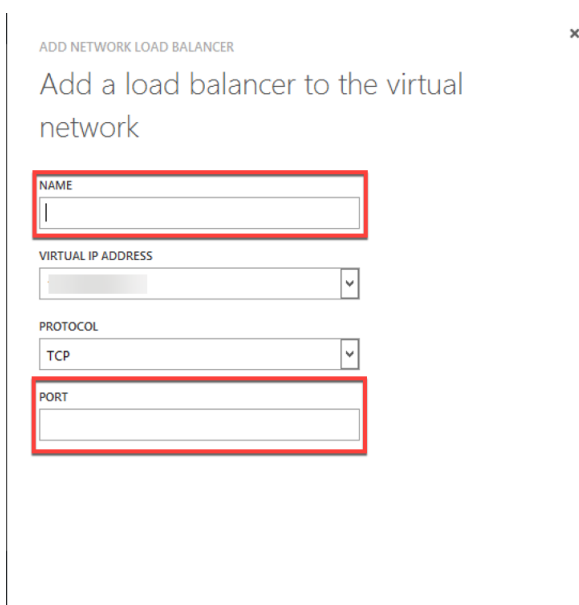 ADD NETWORK LOAD BALANCER
Add a load balancer to the virtual
network
NAME
VIRTUAL IP ADDRESS
PROTOCOL
TCP
PORT